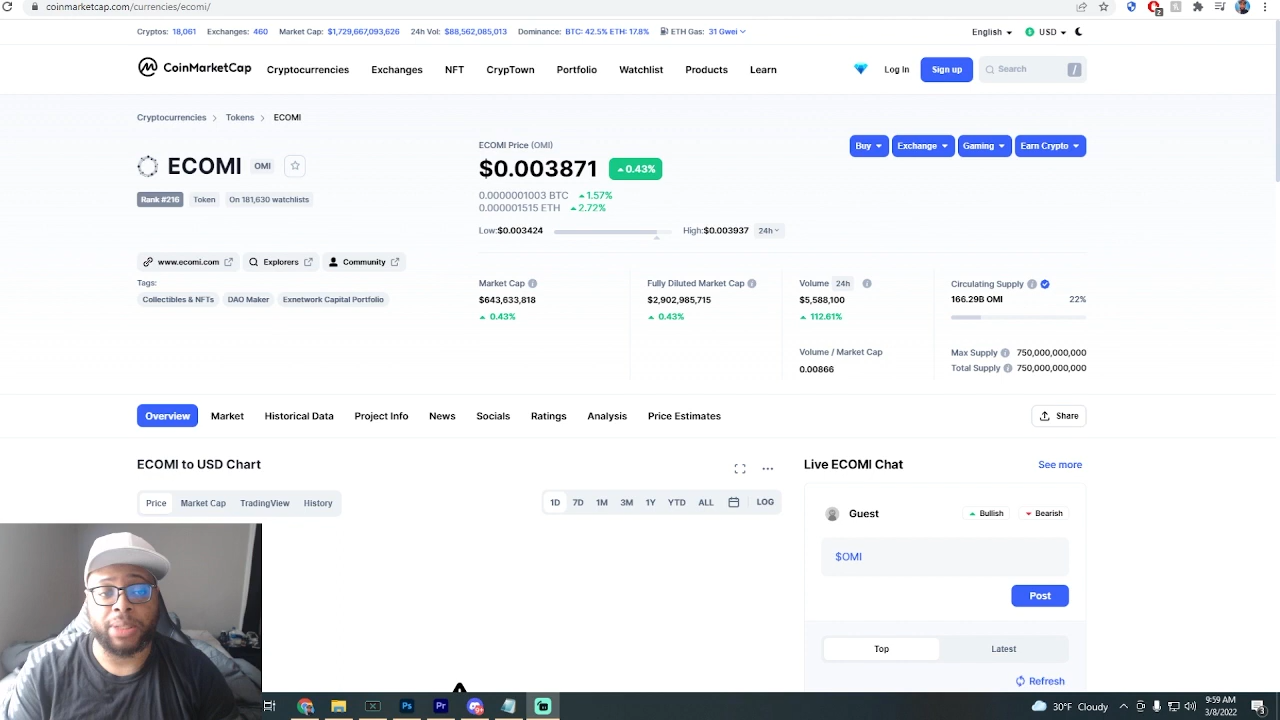 coinmarketcap.com/currencies/ecomi/
2
Cryptos: 18,061 Exchanges: 460 Market Cap: $1,729,667,093,626 24h Vol: $88,562,085,013 Dominance: BTC: 42.5% ETH: 17.8% ETH Gas: 31 Gwei English USD
CoinMarketCap Cryptocurrencies Exchanges NFT CrypTown Portfolio Watchlist Products Learn Log In Sign up Search /
Cryptocurrencies Tokens ECOMI
ECOMI OMI
Rank #216 Token On 181,630 watchlists
www.ecomi.com Explorers Community
Tags:
Collectibles & NFTs DAO Maker Exnetwork Capital Portfolio
ECOMI Price (OMI)
$0.003871 0.43%
0.0000001003 BTC 1.57%
0.000001515 ETH 2.72%
Low: $0.003424 High: $0.003937 24h
Buy Exchange Gaming Earn Crypto
Market Cap
$643,633,818
0.43%
Fully Diluted Market Cap
$2,902,985,715
0.43%
Volume 24h
$5,588,100
112.61%
Volume / Market Cap
0.00866
Circulating Supply
166.29B OMI 22%
Max Supply 750,000,000,000
Total Supply 750,000,000,000
Overview Market Historical Data Project Info News Socials Ratings Analysis Price Estimates Share
ECOMI to USD Chart
Price Market Cap TradingView History 1D 7D 1M 3M 1Y YTD ALL LOG
Live ECOMI Chat See more
Guest Bullish Bearish
$OMI
Post
Top Latest
Refresh
Ps Pr
30°F Cloudy
9:59 AM
3/8/2022